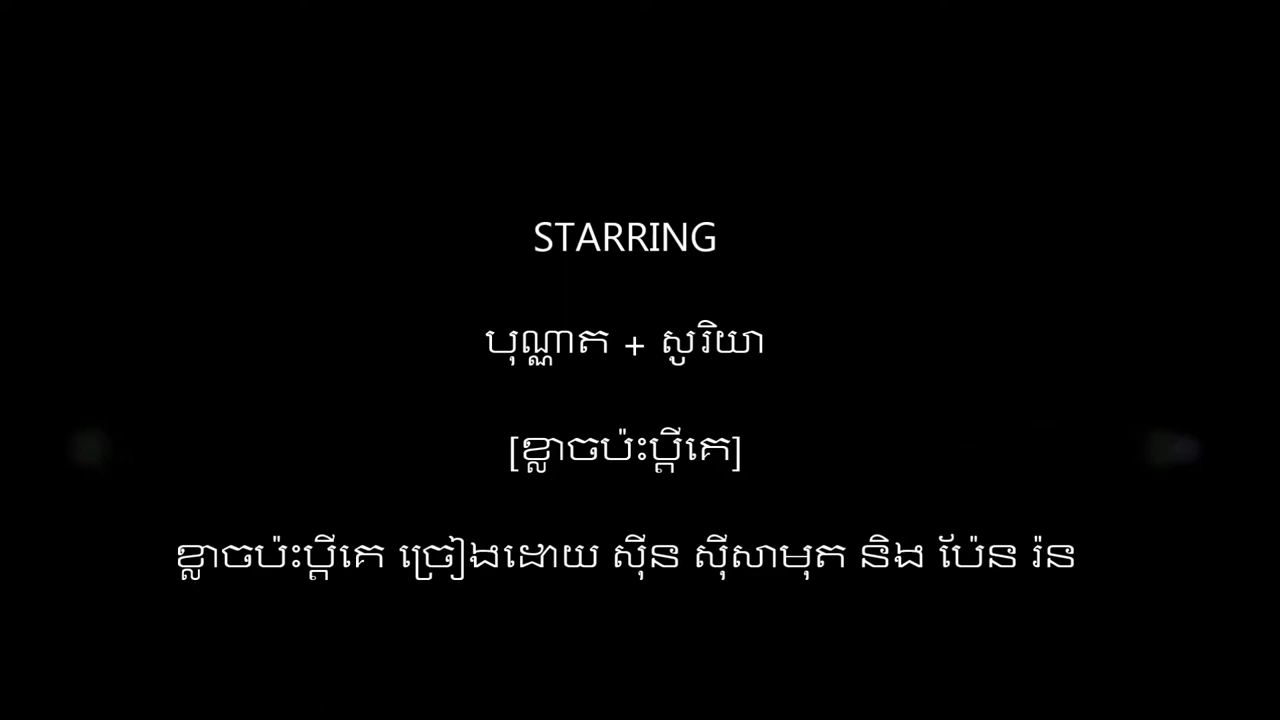 STARRING
បុណ្ណាត + សូរិយា
[ខ្លាចប៉ះប្ដីគេ]
ខ្លាចប៉ះប្ដីគេ ច្រៀងដោយ ស៊ីន ស៊ីសាមុត និង ប៉ែន រ៉ន